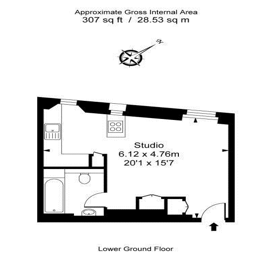 Approximate Gross Internal Area
307 sq ft / 28.53 sq m
Studio
6.12 x 4.76m
20'1 x 15'7
Lower Ground Floor